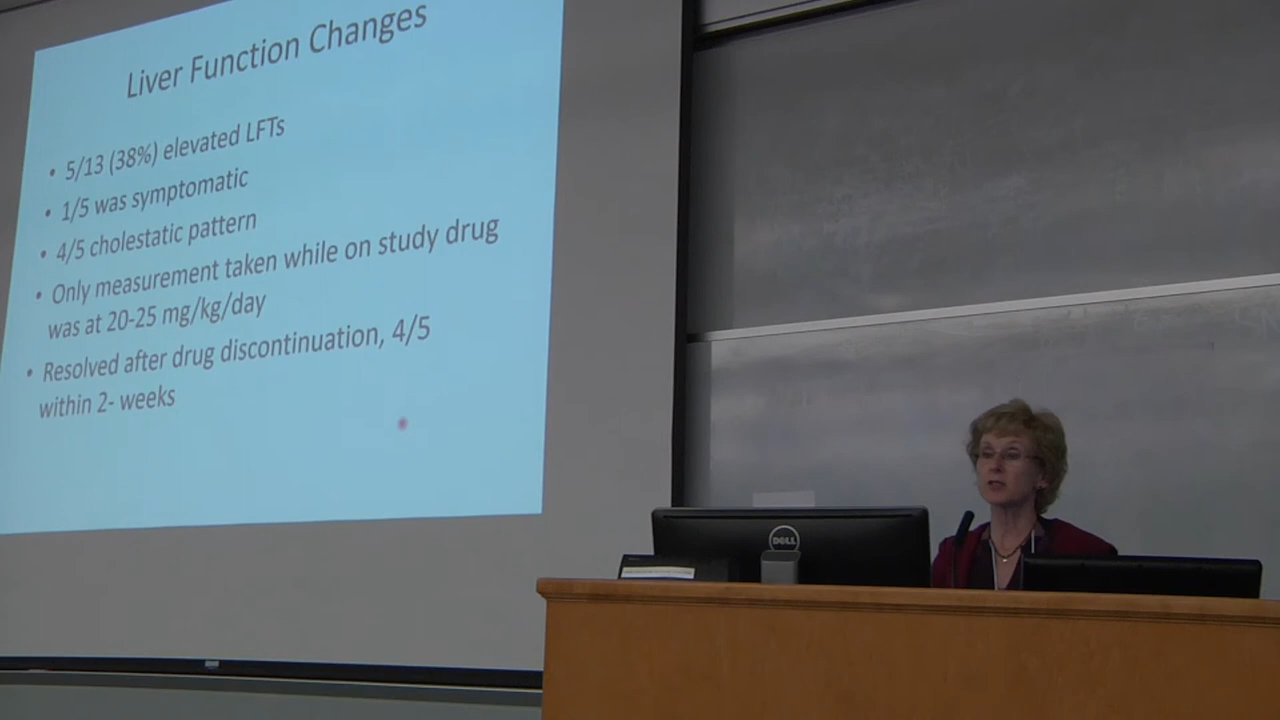 Liver Function Changes
• 5/13 (38%) elevated LFTs
• 1/5 was symptomatic
• 4/5 cholestatic pattern
• Only measurement taken while on study drug
was at 20-25 mg/kg/day
• Resolved after drug discontinuation, 4/5
within 2- weeks
DELL